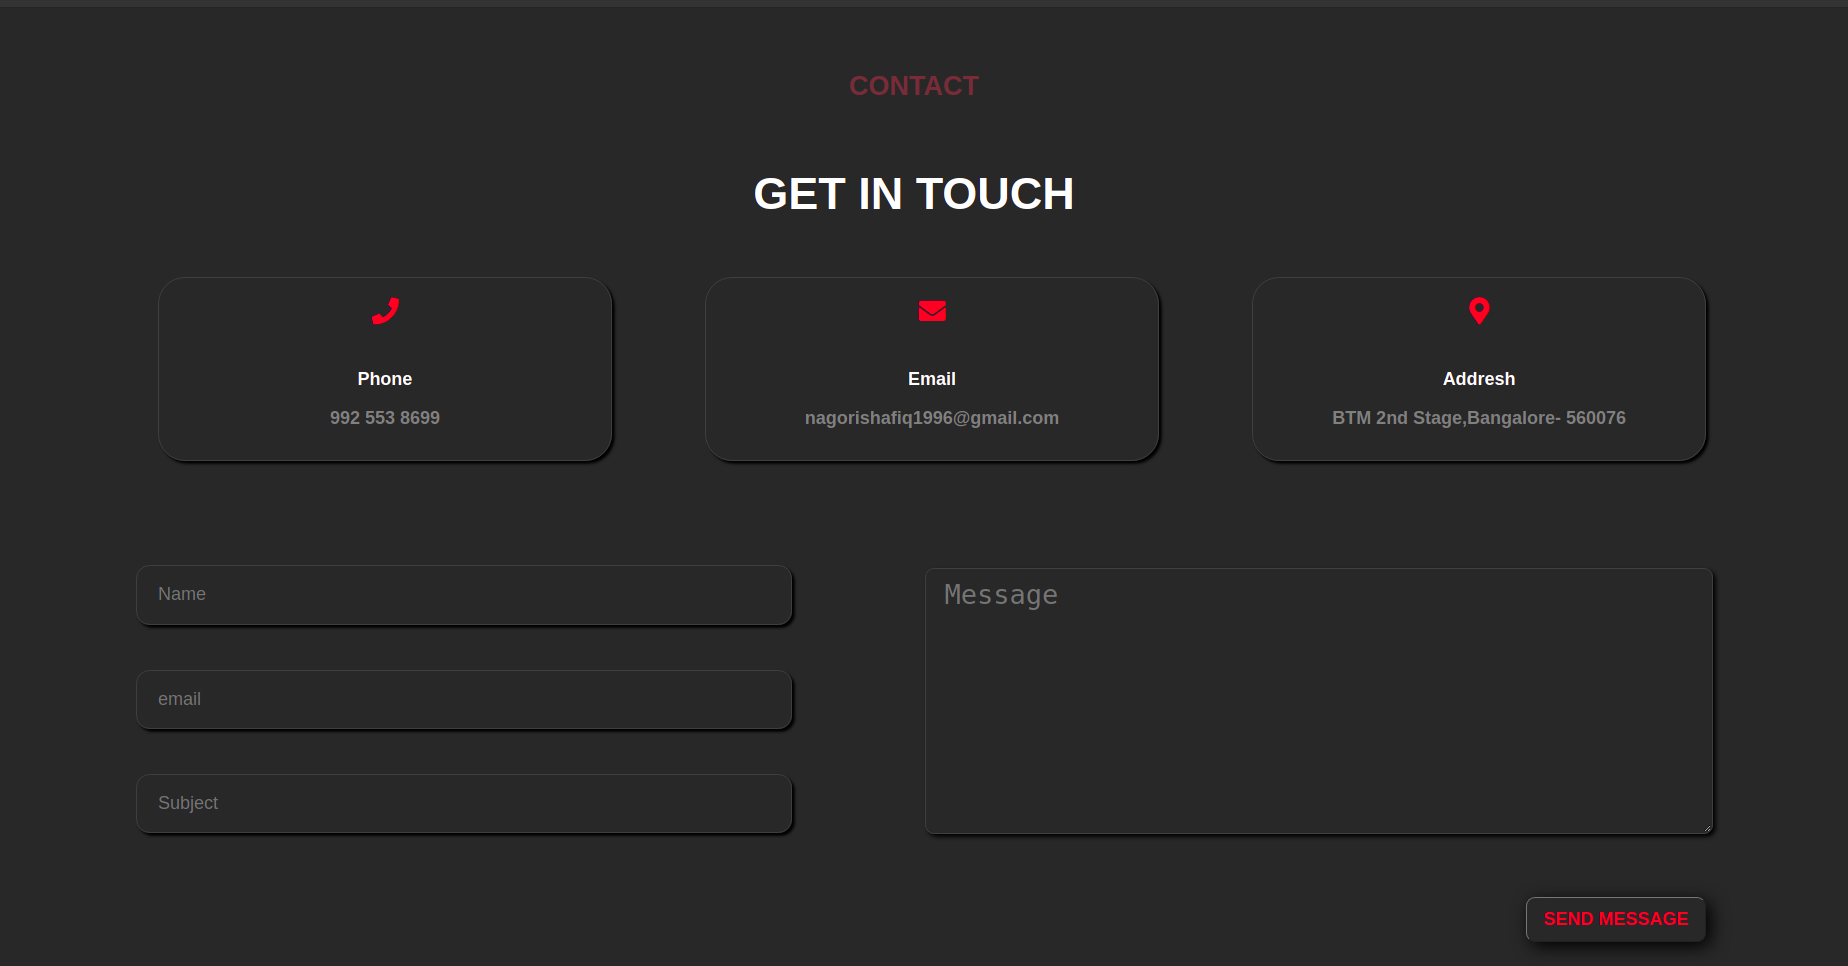 CONTACT
GET IN TOUCH
Phone
992 553 8699
Email
nagorishafiq1996@gmail.com
Addresh
BTM 2nd Stage,Bangalore- 560076
Name
email
Subject
Message
SEND MESSAGE